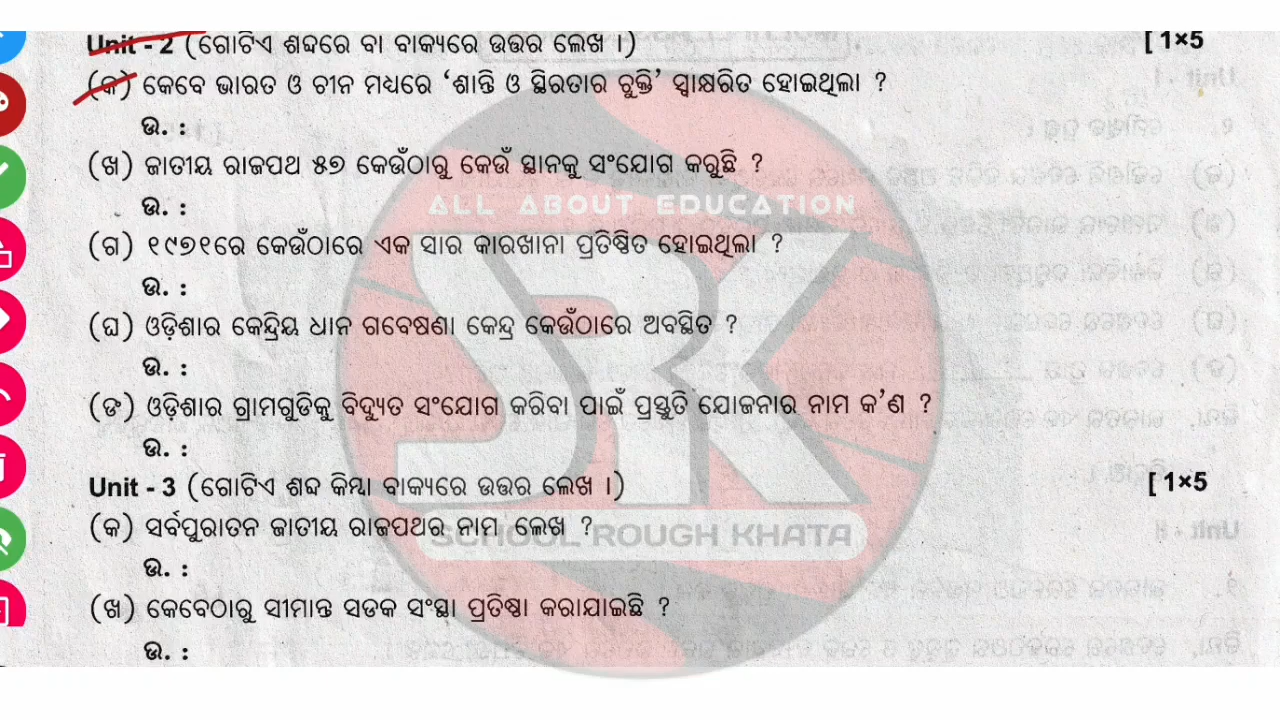 Unit - 2 (ଗୋଟିଏ ଶବ୍ଦରେ ବା ବାକ୍ୟରେ ଉତ୍ତର ଲେଖ ।) [ 1×5
(କ) କେବେ ଭାରତ ଓ ଚୀନ ମଧ୍ୟରେ ‘ଶାନ୍ତି ଓ ସ୍ଥିରତାର ଚୁକ୍ତି’ ସ୍ୱାକ୍ଷରିତ ହୋଇଥିଲା ?
ଉ. :
(ଖ) ଜାତୀୟ ରାଜପଥ ୫୭ କେଉଁଠାରୁ କେଉଁ ସ୍ଥାନକୁ ସଂଯୋଗ କରୁଛି ?
ଉ. :
ALL ABOUT EDUCATION
(ଗ) ୧୯୭୧ରେ କେଉଁଠାରେ ଏକ ସାର କାରଖାନା ପ୍ରତିଷ୍ଠିତ ହୋଇଥିଲା ?
ଉ. :
(ଘ) ଓଡ଼ିଶାର କେନ୍ଦ୍ରିୟ ଧାନ ଗବେଷଣା କେନ୍ଦ୍ର କେଉଁଠାରେ ଅବସ୍ଥିତ ?
ଉ. :
SRK
(ଙ) ଓଡ଼ିଶାର ଗ୍ରାମଗୁଡିକୁ ବିଦ୍ୟୁତ ସଂଯୋଗ କରିବା ପାଇଁ ପ୍ରସ୍ତୁତି ଯୋଜନାର ନାମ କ’ଣ ?
ଉ. :
Unit - 3 (ଗୋଟିଏ ଶବ୍ଦ କିମ୍ବା ବାକ୍ୟରେ ଉତ୍ତର ଲେଖ ।) [ 1×5
(କ) ସର୍ବପୁରାତନ ଜାତୀୟ ରାଜପଥର ନାମ ଲେଖ ?
SCHOOL ROUGH KHATA
ଉ. :
(ଖ) କେବେଠାରୁ ସୀମାନ୍ତ ସଡକ ସଂସ୍ଥା ପ୍ରତିଷ୍ଠା କରାଯାଇଛି ?
ଉ. :